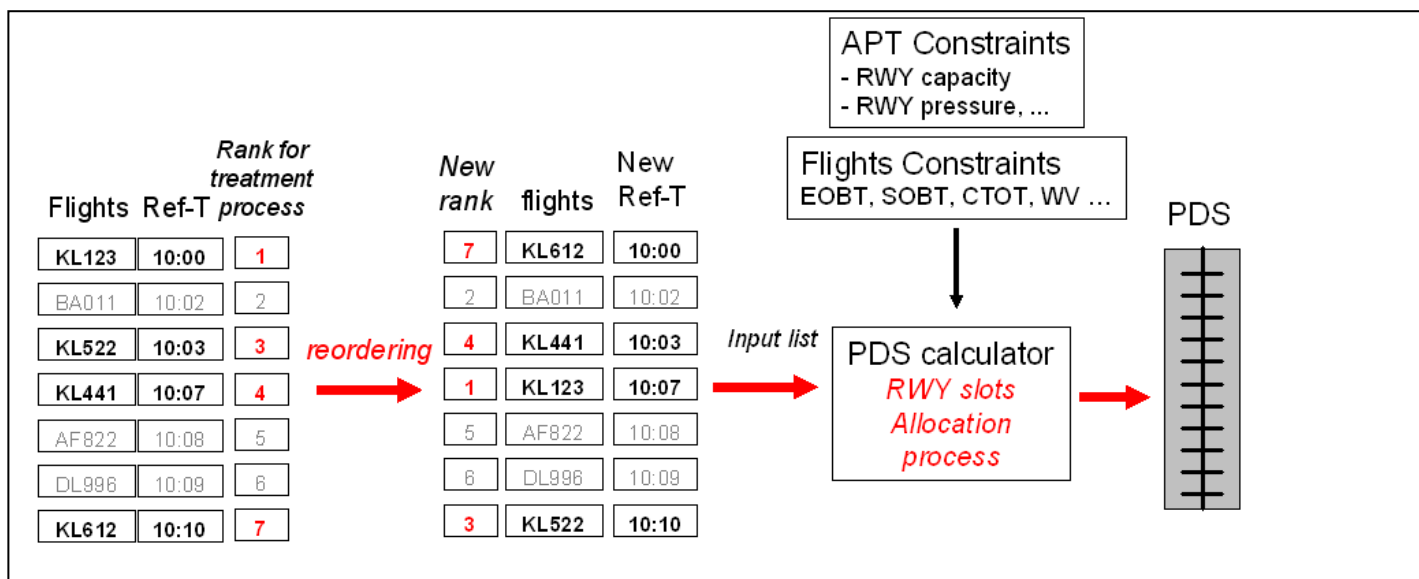 APT Constraints
- RWY capacity
- RWY pressure, ...
Flights Constraints
EOBT, SOBT, CTOT, WV ...
Rank for
treatment
process
Flights Ref-T
KL123 10:00 1
BA011 10:02 2
KL522 10:03 3
KL441 10:07 4
AF822 10:08 5
DL996 10:09 6
KL612 10:10 7
reordering
New
rank
flights
New
Ref-T
7 KL612 10:00
2 BA011 10:02
4 KL441 10:03
1 KL123 10:07
5 AF822 10:08
6 DL996 10:09
3 KL522 10:10
Input list
PDS calculator
RWY slots
Allocation
process
PDS